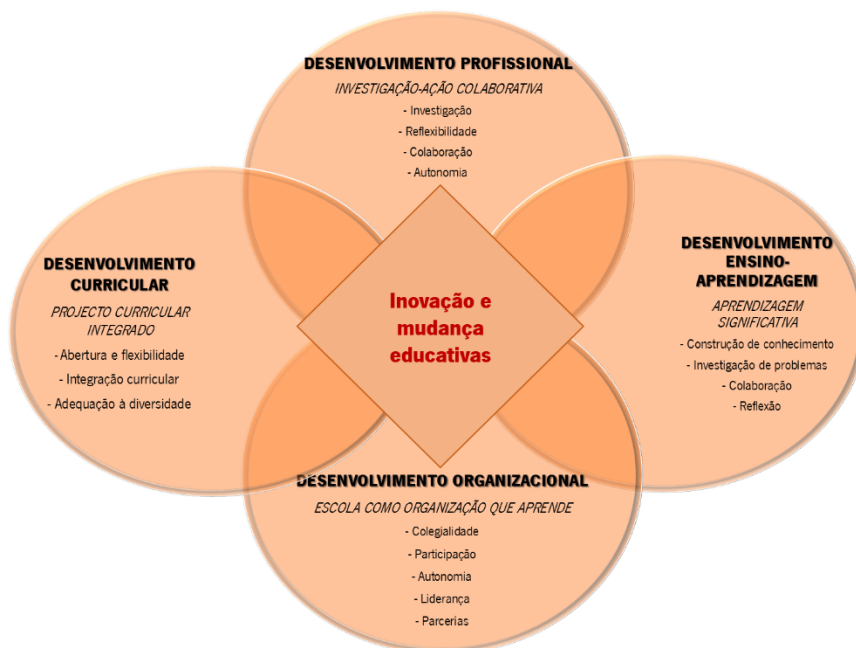 DESENVOLVIMENTO PROFISSIONAL
INVESTIGAÇÃO-AÇÃO COLABORATIVA
- Investigação
- Reflexibilidade
- Colaboração
- Autonomia
DESENVOLVIMENTO
CURRICULAR
PROJECTO CURRICULAR
INTEGRADO
- Abertura e flexibilidade
- Integração curricular
- Adequação à diversidade
Inovação e
mudança
educativas
DESENVOLVIMENTO
ENSINO-
APRENDIZAGEM
APRENDIZAGEM
SIGNIFICATIVA
- Construção de conhecimento
- Investigação de problemas
- Colaboração
- Reflexão
DESENVOLVIMENTO ORGANIZACIONAL
ESCOLA COMO ORGANIZAÇÃO QUE APRENDE
- Colegialidade
- Participação
- Autonomia
- Liderança
- Parcerias